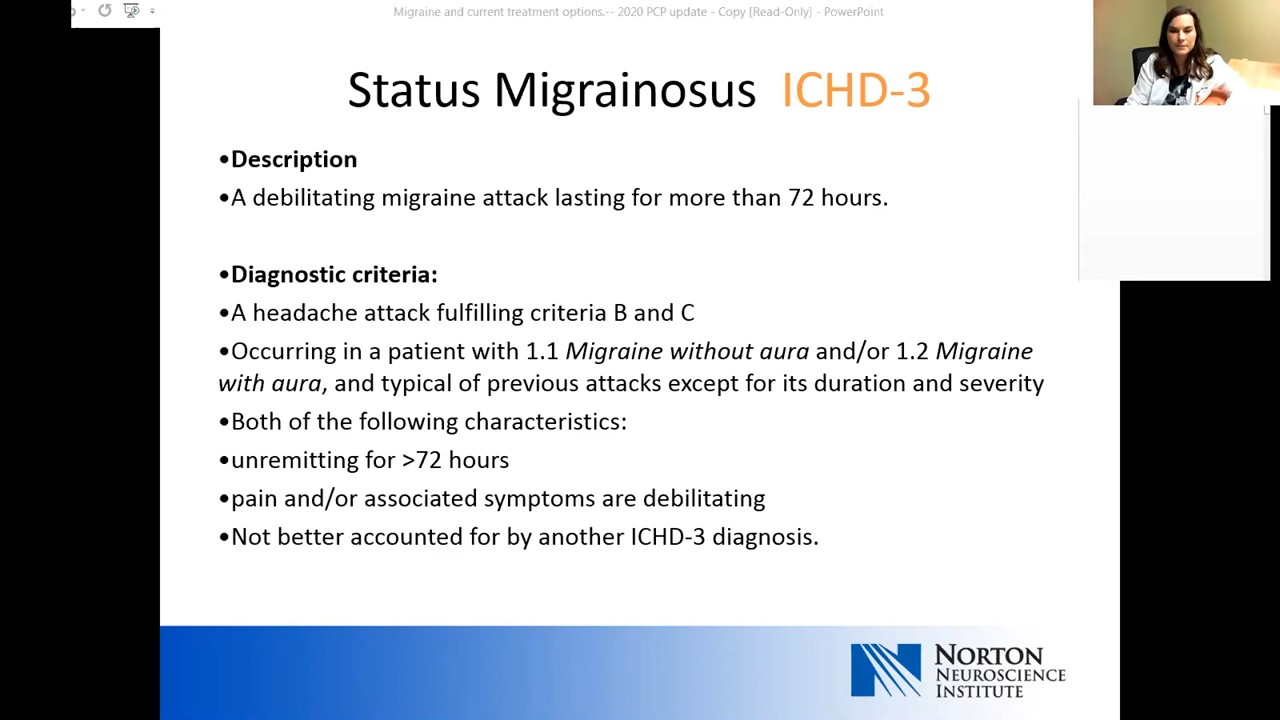 Migraine and current treatment options.-- 2020 PCP update - Copy [Read-Only] - PowerPoint
Status Migrainosus ICHD-3
•Description
•A debilitating migraine attack lasting for more than 72 hours.
•Diagnostic criteria:
•A headache attack fulfilling criteria B and C
•Occurring in a patient with 1.1 Migraine without aura and/or 1.2 Migraine
with aura, and typical of previous attacks except for its duration and severity
•Both of the following characteristics:
•unremitting for >72 hours
•pain and/or associated symptoms are debilitating
•Not better accounted for by another ICHD-3 diagnosis.
NORTON
NEUROSCIENCE
INSTITUTE